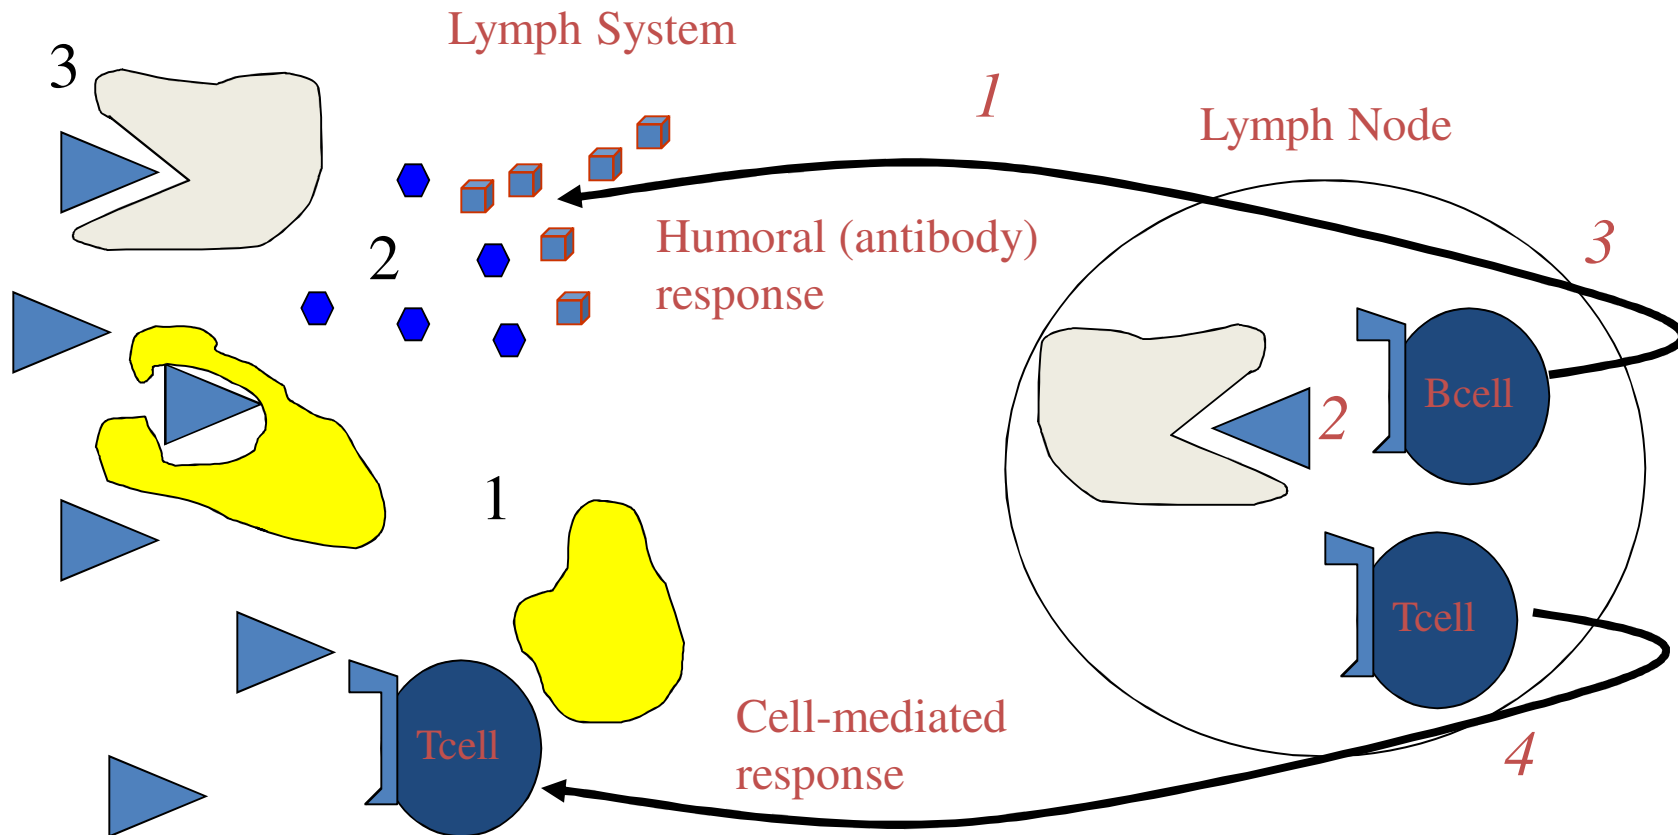 Lymph System
3
1
Lymph Node
2
Humoral (antibody)
response
3
Bcell
2
1
Tcell
Cell-mediated
response
Tcell
4